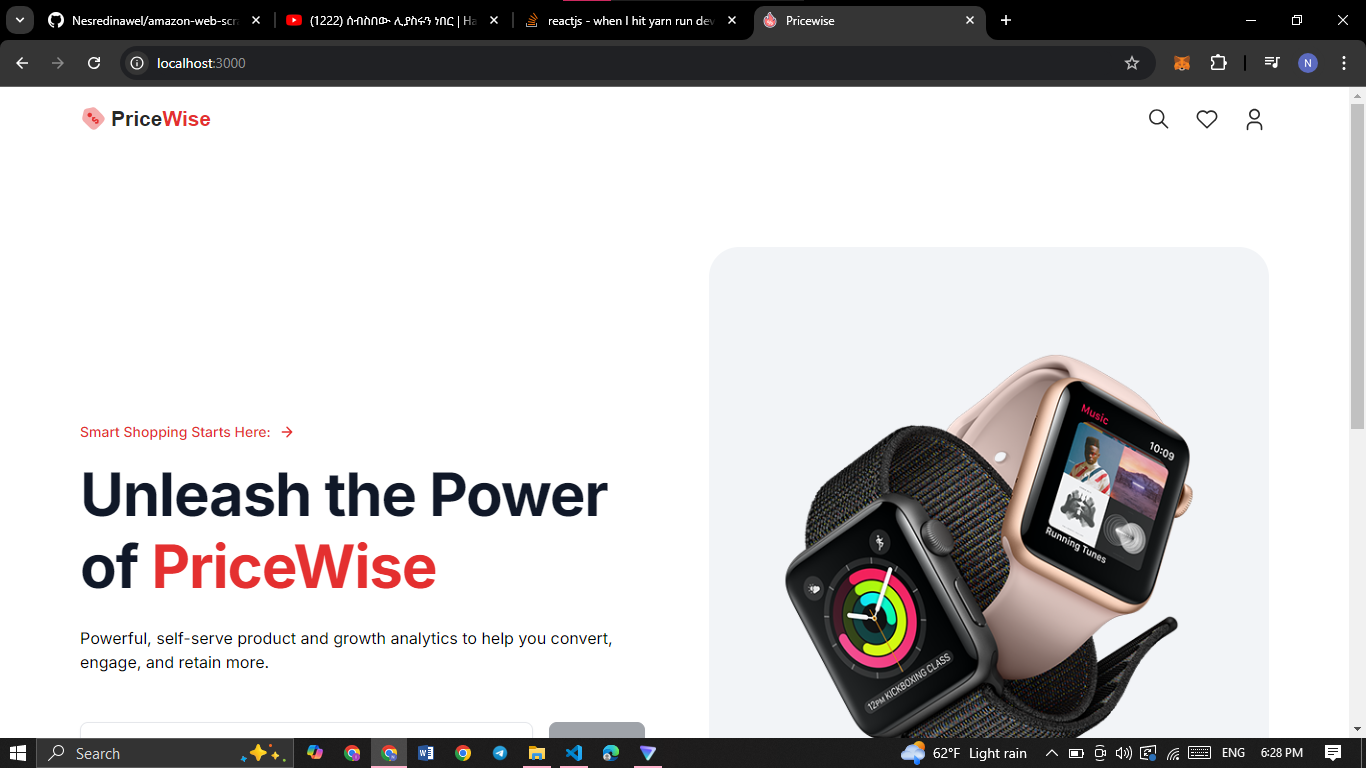 Nesredinawel/amazon-web-scra
(1222) ሱብስበው ሊያስሩን ነበር | Ha
reactjs - when I hit yarn run dev
Pricewise
localhost:3000
N
PriceWise
Smart Shopping Starts Here:
Unleash the Power
of PriceWise
Powerful, self-serve product and growth analytics to help you convert,
engage, and retain more.
Music
10:09
Running Tunes
12PM KICKBOXING CLASS
Search
62°F Light rain
ENG
6:28 PM